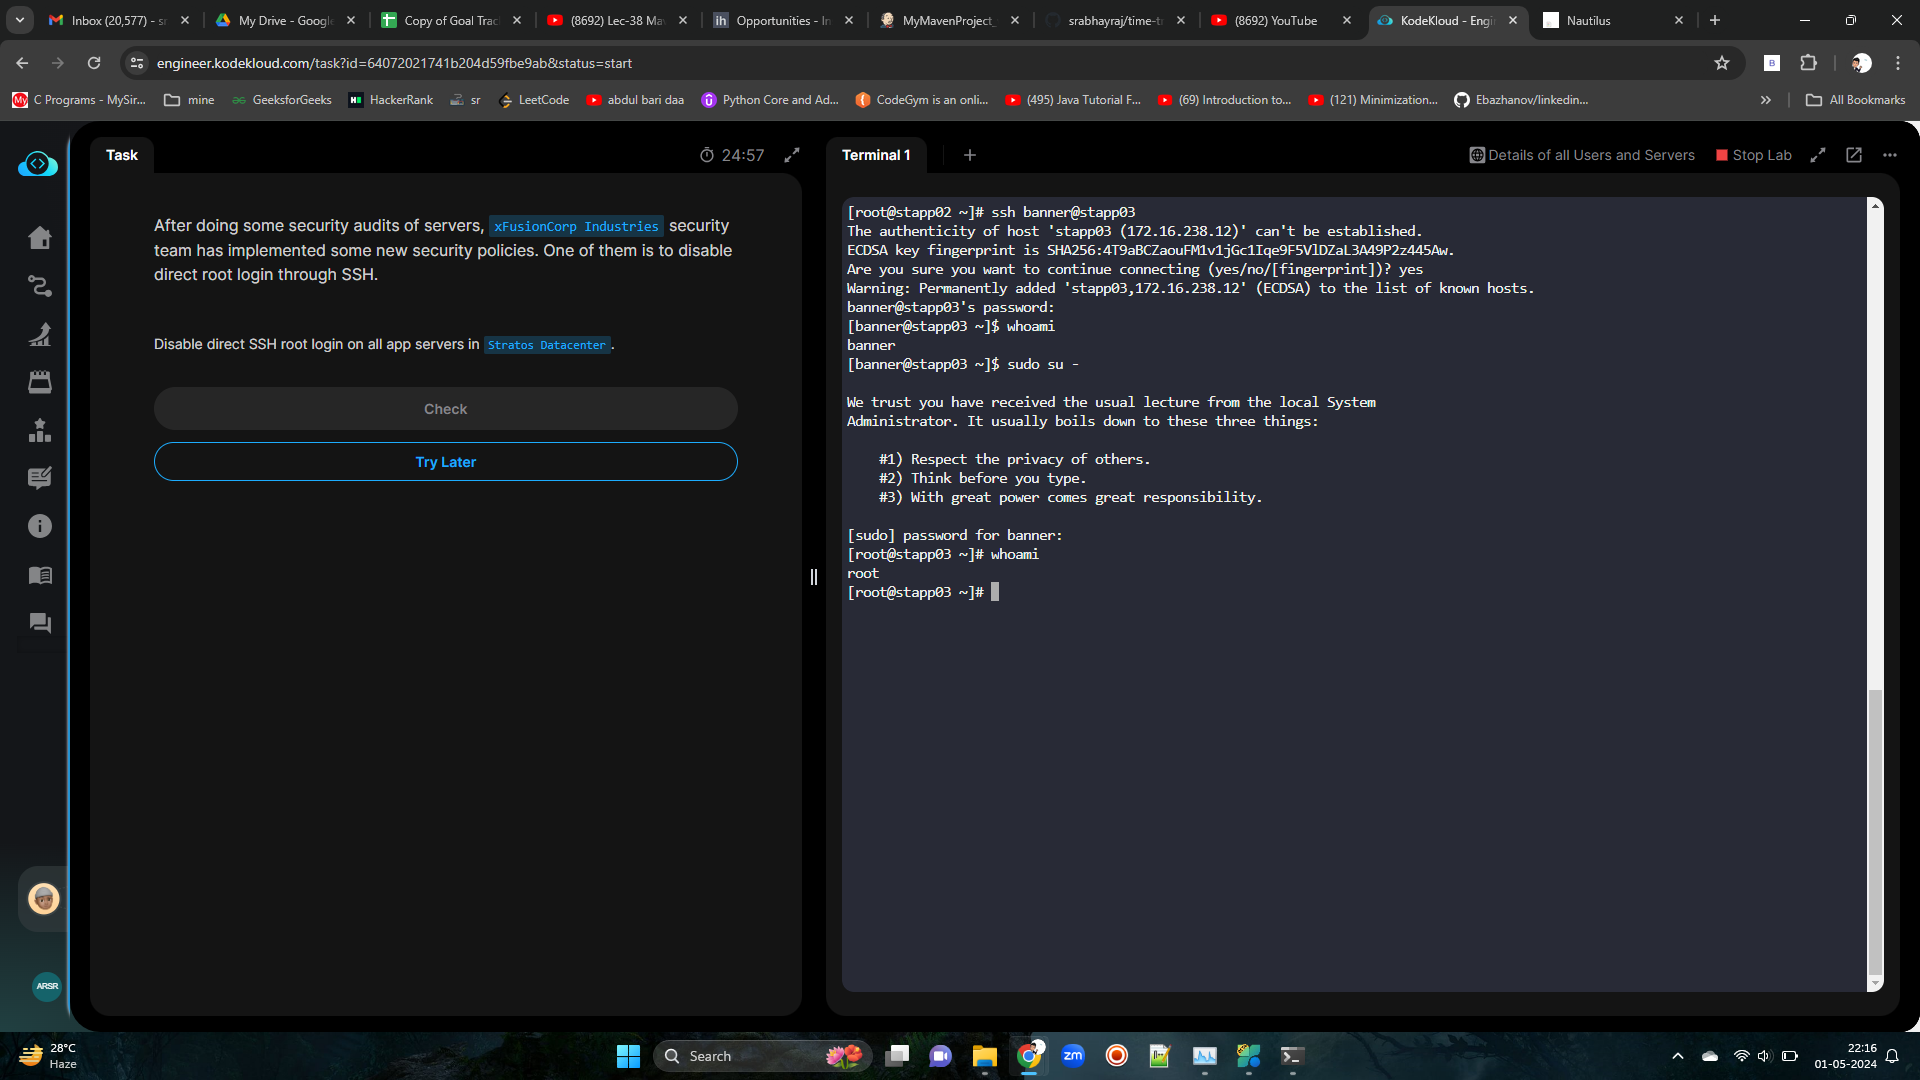 Inbox (20,577) - sr
My Drive - Google
Copy of Goal Trac
(8692) Lec-38 Ma
Opportunities - In
MyMavenProject_
srabhayraj/time-tr
(8692) YouTube
KodeKloud - Engi
Nautilus
engineer.kodekloud.com/task?id=64072021741b204d59fbe9ab&status=start
C Programs - MySir...
mine
GeeksforGeeks
HackerRank
sr
LeetCode
abdul bari daa
Python Core and Ad...
CodeGym is an onli...
(495) Java Tutorial F...
(69) Introduction to...
(121) Minimization...
Ebazhanov/linkedin...
All Bookmarks
Task
24:57
After doing some security audits of servers, xFusionCorp Industries security
team has implemented some new security policies. One of them is to disable
direct root login through SSH.
Disable direct SSH root login on all app servers in Stratos Datacenter.
Check
Try Later
ARSR
Terminal 1
Details of all Users and Servers
Stop Lab
[root@stapp02 ~]# ssh banner@stapp03
The authenticity of host 'stapp03 (172.16.238.12)' can't be established.
ECDSA key fingerprint is SHA256:4T9aBCZaouFM1v1jGc1Iqe9F5VlDZaL3A49P2z445Aw.
Are you sure you want to continue connecting (yes/no/[fingerprint])? yes
Warning: Permanently added 'stapp03,172.16.238.12' (ECDSA) to the list of known hosts.
banner@stapp03's password:
[banner@stapp03 ~]$ whoami
banner
[banner@stapp03 ~]$ sudo su -
We trust you have received the usual lecture from the local System
Administrator. It usually boils down to these three things:
#1) Respect the privacy of others.
#2) Think before you type.
#3) With great power comes great responsibility.
[sudo] password for banner:
[root@stapp03 ~]# whoami
root
[root@stapp03 ~]#
28°C
Haze
Search
zm
22:16
01-05-2024